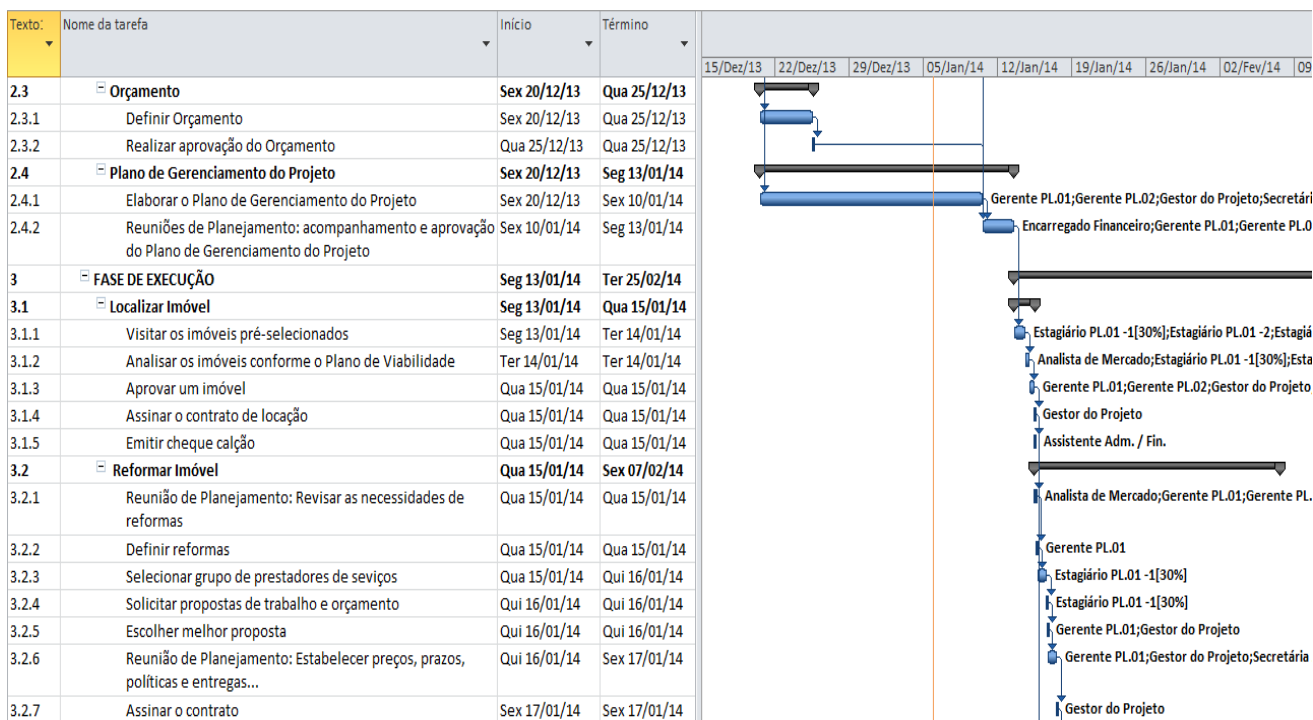 Texto: Nome da tarefa Início Término
15/Dez/13 22/Dez/13 29/Dez/13 05/Jan/14 12/Jan/14 19/Jan/14 26/Jan/14 02/Fev/14 09
2.3 Orçamento Sex 20/12/13 Qua 25/12/13
2.3.1 Definir Orçamento Sex 20/12/13 Qua 25/12/13
2.3.2 Realizar aprovação do Orçamento Qua 25/12/13 Qua 25/12/13
2.4 Plano de Gerenciamento do Projeto Sex 20/12/13 Seg 13/01/14
2.4.1 Elaborar o Plano de Gerenciamento do Projeto Sex 20/12/13 Sex 10/01/14 Gerente PL.01;Gerente PL.02;Gestor do Projeto;Secretári
2.4.2 Reuniões de Planejamento: acompanhamento e aprovação Sex 10/01/14 Seg 13/01/14 Encarregado Financeiro;Gerente PL.01;Gerente PL.0
do Plano de Gerenciamento do Projeto
3 FASE DE EXECUÇÃO Seg 13/01/14 Ter 25/02/14
3.1 Localizar Imóvel Seg 13/01/14 Qua 15/01/14
3.1.1 Visitar os imóveis pré-selecionados Seg 13/01/14 Ter 14/01/14 Estagiário PL.01 -1[30%];Estagiário PL.01 -2;Estagiá
3.1.2 Analisar os imóveis conforme o Plano de Viabilidade Ter 14/01/14 Ter 14/01/14 Analista de Mercado;Estagiário PL.01 -1[30%];Esta
3.1.3 Aprovar um imóvel Qua 15/01/14 Qua 15/01/14 Gerente PL.01;Gerente PL.02;Gestor do Projeto
3.1.4 Assinar o contrato de locação Qua 15/01/14 Qua 15/01/14 Gestor do Projeto
3.1.5 Emitir cheque calção Qua 15/01/14 Qua 15/01/14 Assistente Adm. / Fin.
3.2 Reformar Imóvel Qua 15/01/14 Sex 07/02/14
3.2.1 Reunião de Planejamento: Revisar as necessidades de Qua 15/01/14 Qua 15/01/14 Analista de Mercado;Gerente PL.01;Gerente PL.
reformas
3.2.2 Definir reformas Qua 15/01/14 Qua 15/01/14 Gerente PL.01
3.2.3 Selecionar grupo de prestadores de seviços Qua 15/01/14 Qui 16/01/14 Estagiário PL.01 -1[30%]
3.2.4 Solicitar propostas de trabalho e orçamento Qui 16/01/14 Qui 16/01/14 Estagiário PL.01 -1[30%]
3.2.5 Escolher melhor proposta Qui 16/01/14 Qui 16/01/14 Gerente PL.01;Gestor do Projeto
3.2.6 Reunião de Planejamento: Estabelecer preços, prazos, Qui 16/01/14 Sex 17/01/14 Gerente PL.01;Gestor do Projeto;Secretária
políticas e entregas...
3.2.7 Assinar o contrato Sex 17/01/14 Sex 17/01/14 Gestor do Projeto